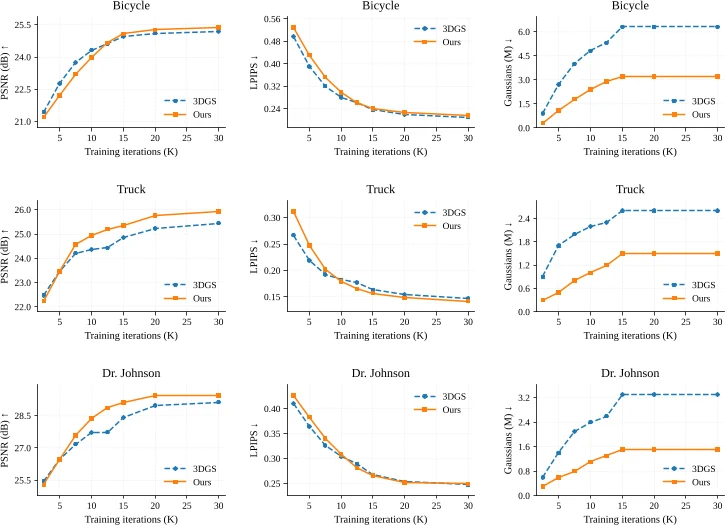 Bicycle
PSNR (dB) ↑
25.5
24.0
22.5
21.0
3DGS
Ours
5 10 15 20 25 30
Training iterations (K)
Bicycle
LPIPS ↓
0.56
0.48
0.40
0.32
0.24
3DGS
Ours
5 10 15 20 25 30
Training iterations (K)
Bicycle
Gaussians (M) ↓
6.0
4.5
3.0
1.5
0.0
3DGS
Ours
5 10 15 20 25 30
Training iterations (K)
Truck
PSNR (dB) ↑
26.0
25.0
24.0
23.0
22.0
3DGS
Ours
5 10 15 20 25 30
Training iterations (K)
Truck
LPIPS ↓
0.30
0.25
0.20
0.15
3DGS
Ours
5 10 15 20 25 30
Training iterations (K)
Truck
Gaussians (M) ↓
2.4
1.8
1.2
0.6
0.0
3DGS
Ours
5 10 15 20 25 30
Training iterations (K)
Dr. Johnson
PSNR (dB) ↑
28.5
27.0
25.5
3DGS
Ours
5 10 15 20 25 30
Training iterations (K)
Dr. Johnson
LPIPS ↓
0.40
0.35
0.30
0.25
3DGS
Ours
5 10 15 20 25 30
Training iterations (K)
Dr. Johnson
Gaussians (M) ↓
3.2
2.4
1.6
0.8
0.0
3DGS
Ours
5 10 15 20 25 30
Training iterations (K)